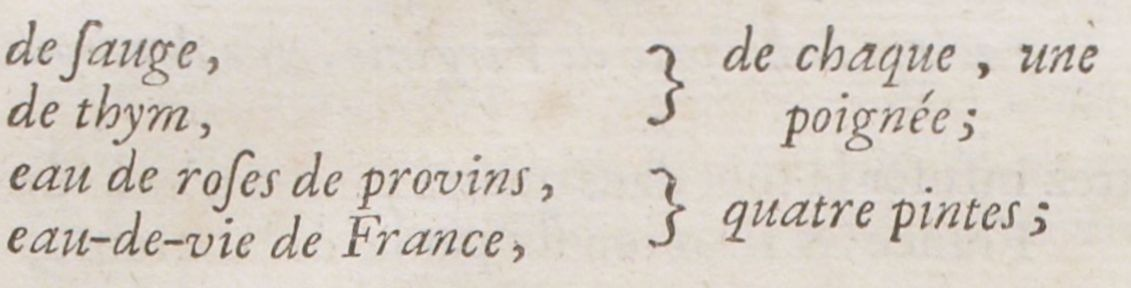 de ſauge,
de thym,
} de chaque, une
poignée;
eau de roſes de provins,
eau-de-vie de France,
} quatre pintes;